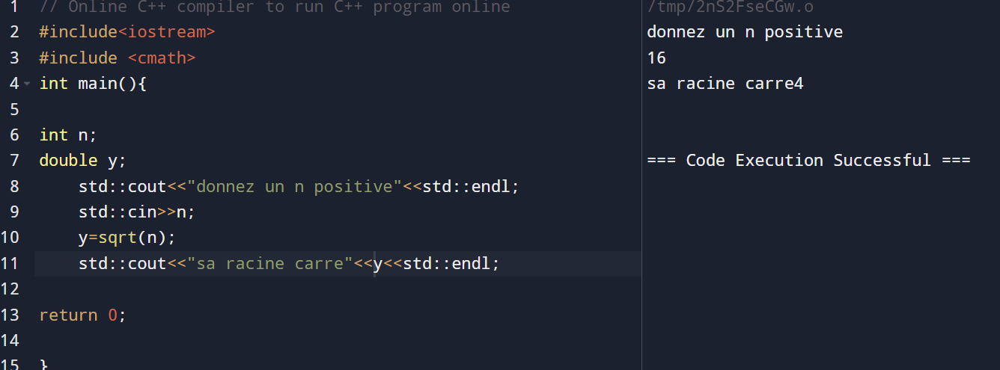 1 // Online C++ compiler to run C++ program online
2 #include<iostream>
3 #include <cmath>
4 int main(){
5
6 int n;
7 double y;
8 std::cout<<"donnez un n positive"<<std::endl;
9 std::cin>>n;
10 y=sqrt(n);
11 std::cout<<"sa racine carre"<<y<<std::endl;
12
13 return 0;
14
15 }
/tmp/2nS2FseCGw.o
donnez un n positive
16
sa racine carre4
=== Code Execution Successful ===